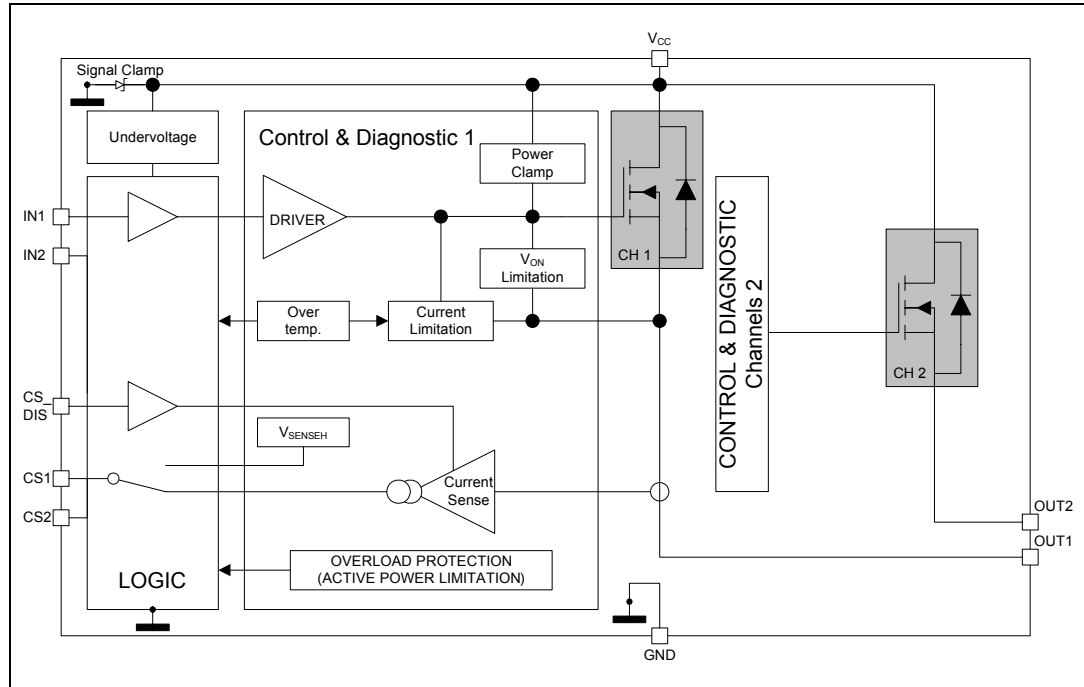 VCC
Signal Clamp
Undervoltage
Control & Diagnostic 1
Power
Clamp
IN1
DRIVER
IN2
CH 1
VON
Limitation
CONTROL & DIAGNOSTIC
Channels 2
Over
temp.
Current
Limitation
CH 2
CS_
DIS
VSENSEH
CS1
Current
Sense
CS2
OUT2
OUT1
OVERLOAD PROTECTION
(ACTIVE POWER LIMITATION)
LOGIC
GND